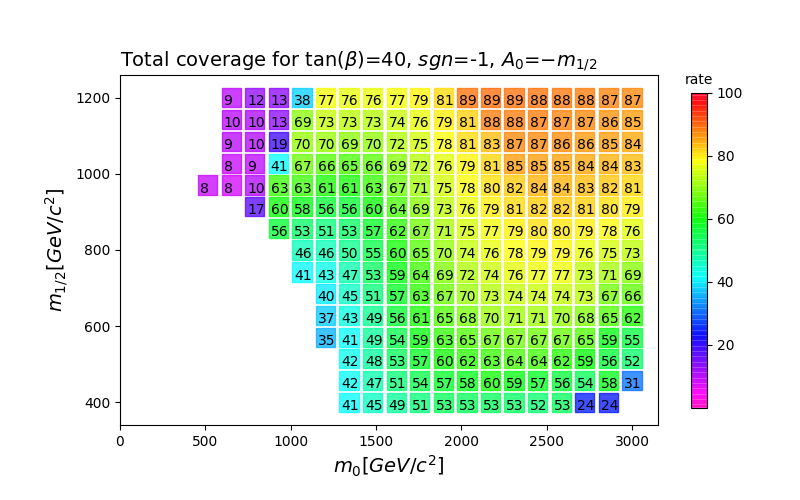 Total coverage for tan(β)=40, sgn=-1, A₀=−m₁/₂
rate
9 12 13 38 77 76 76 77 79 81 89 89 89 88 88 88 87 87
10 10 13 69 73 73 73 74 76 79 81 88 88 87 87 87 86 85
9 10 19 70 70 69 70 72 75 78 81 83 87 87 86 86 85 84
8 9 41 67 66 65 66 69 72 76 79 81 85 85 85 84 84 83
8 8 10 63 63 61 61 63 67 71 75 78 80 82 84 84 83 82 81
17 60 58 56 56 60 64 69 73 76 79 81 82 82 81 80 79
56 53 51 53 57 62 67 71 75 77 79 80 80 79 78 76
46 46 50 55 60 65 70 74 76 78 79 79 76 75 73
41 43 47 53 59 64 69 72 74 76 77 77 73 71 69
40 45 51 57 63 67 70 73 74 74 74 73 67 66
37 43 49 56 61 65 68 70 71 71 70 68 65 62
35 41 49 54 59 63 65 67 67 67 67 65 59 55
42 48 53 57 60 62 63 64 64 62 59 56 52
42 47 51 54 57 58 60 59 57 56 54 58 31
41 45 49 51 53 53 53 53 52 53 24 24
1200
1000
800
600
400
m₁/₂[GeV/c²]
0 500 1000 1500 2000 2500 3000
m₀[GeV/c²]
100
80
60
40
20